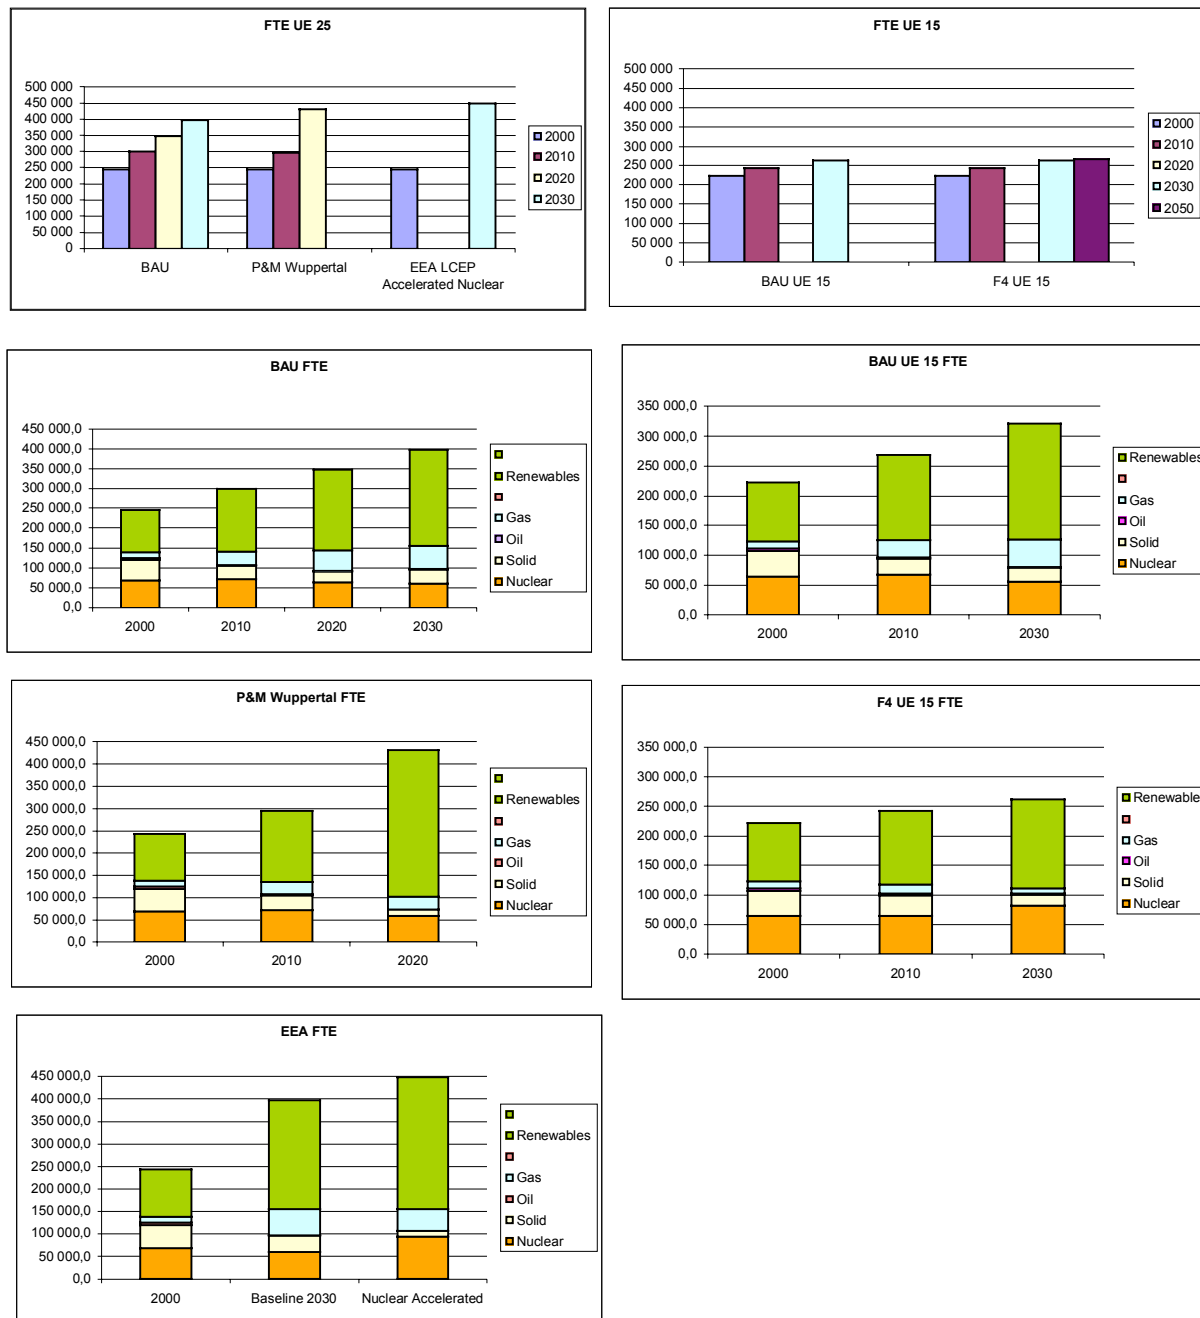 FTE UE 25
500 000
450 000
400 000
350 000
300 000
250 000
200 000
150 000
100 000
50 000
0
BAU
P&M Wuppertal
EEA LCEP
Accelerated Nuclear
2000
2010
2020
2030
FTE UE 15
500 000
450 000
400 000
350 000
300 000
250 000
200 000
150 000
100 000
50 000
0
BAU UE 15
F4 UE 15
2000
2010
2020
2030
2050
BAU FTE
450 000,0
400 000,0
350 000,0
300 000,0
250 000,0
200 000,0
150 000,0
100 000,0
50 000,0
0,0
2000
2010
2020
2030
Renewables
Gas
Oil
Solid
Nuclear
BAU UE 15 FTE
350 000,0
300 000,0
250 000,0
200 000,0
150 000,0
100 000,0
50 000,0
0,0
2000
2010
2030
Renewables
Gas
Oil
Solid
Nuclear
P&M Wuppertal FTE
450 000,0
400 000,0
350 000,0
300 000,0
250 000,0
200 000,0
150 000,0
100 000,0
50 000,0
0,0
2000
2010
2020
Renewables
Gas
Oil
Solid
Nuclear
F4 UE 15 FTE
350 000,0
300 000,0
250 000,0
200 000,0
150 000,0
100 000,0
50 000,0
0,0
2000
2010
2030
Renewable
Gas
Oil
Solid
Nuclear
EEA FTE
450 000,0
400 000,0
350 000,0
300 000,0
250 000,0
200 000,0
150 000,0
100 000,0
50 000,0
0,0
2000
Baseline 2030
Nuclear Accelerated
Renewables
Gas
Oil
Solid
Nuclear